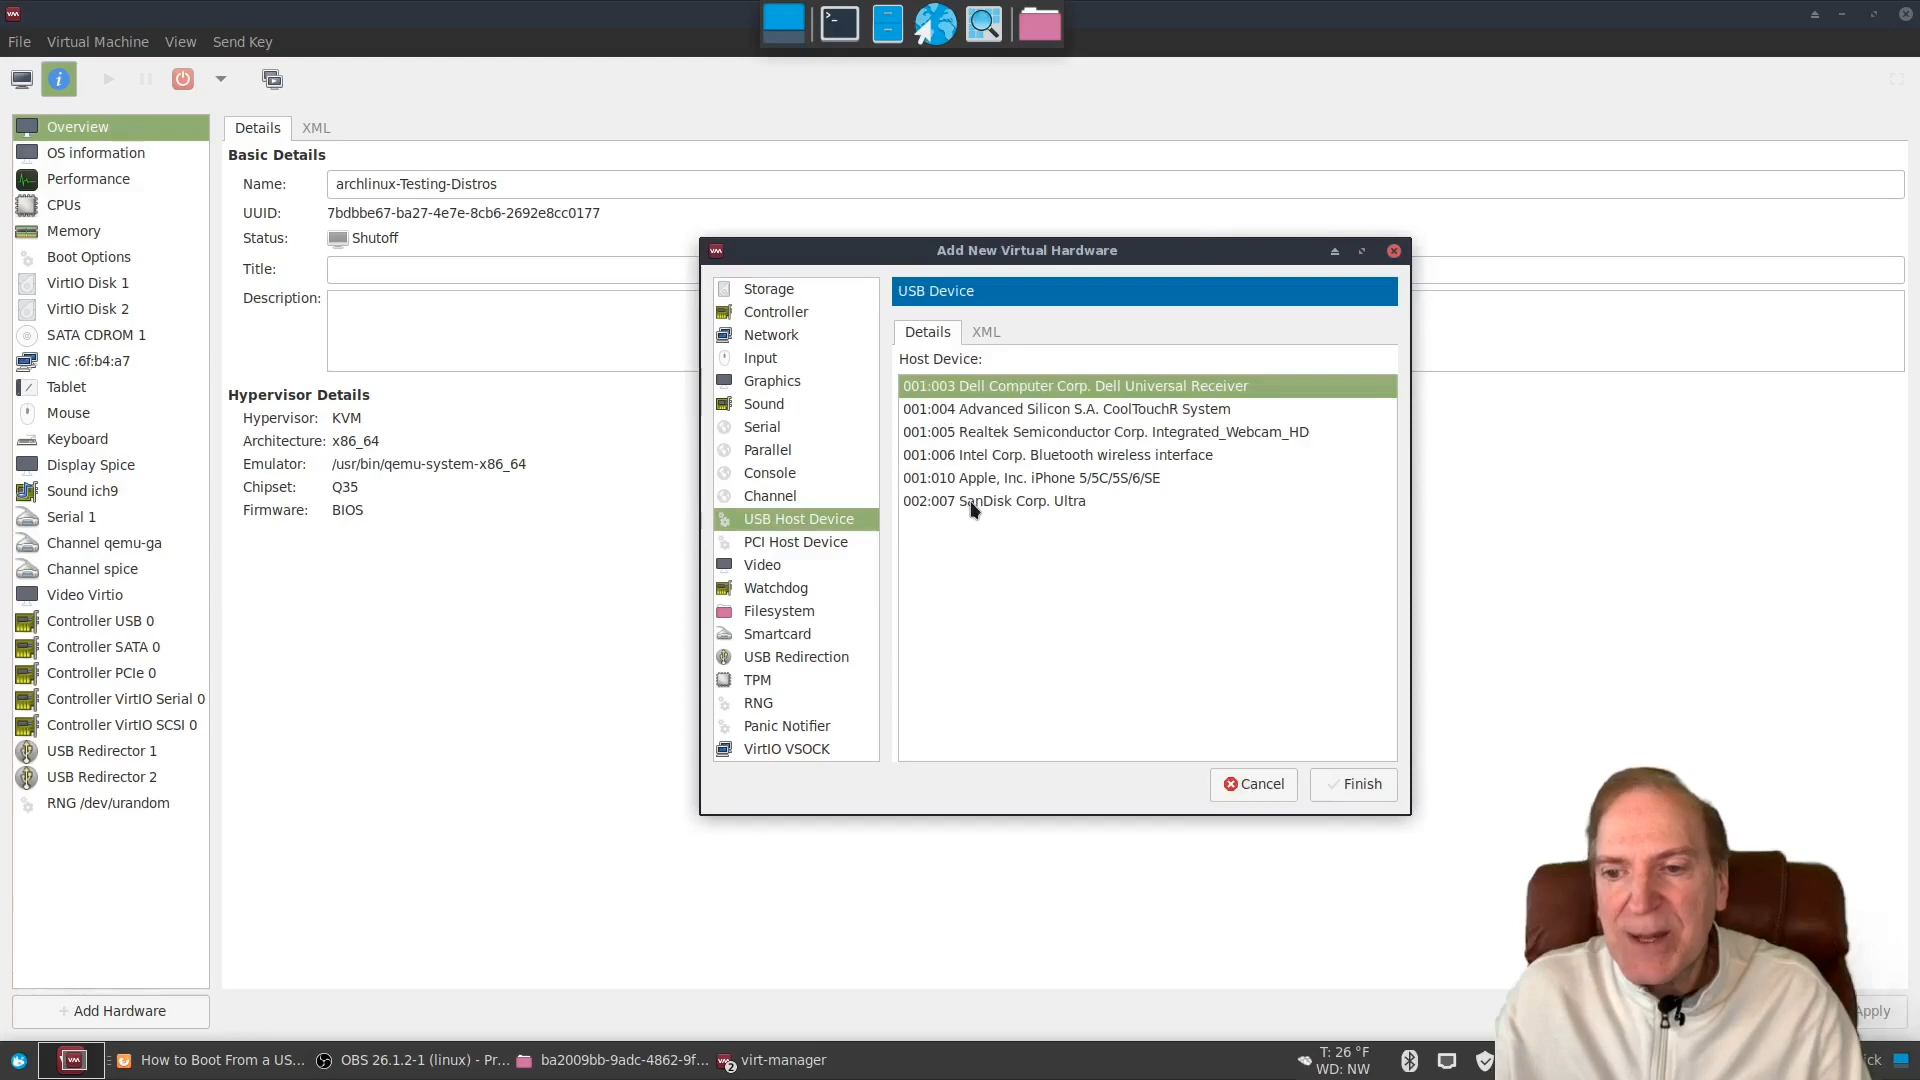 File Virtual Machine View Send Key
Overview
OS information
Performance
CPUs
Memory
Boot Options
VirtIO Disk 1
VirtIO Disk 2
SATA CDROM 1
NIC :6f:b4:a7
Tablet
Mouse
Keyboard
Display Spice
Sound ich9
Serial 1
Channel qemu-ga
Channel spice
Video Virtio
Controller USB 0
Controller SATA 0
Controller PCIe 0
Controller VirtIO Serial 0
Controller VirtIO SCSI 0
USB Redirector 1
USB Redirector 2
RNG /dev/urandom
Add Hardware
Details XML
Basic Details
Name: archlinux-Testing-Distros
UUID: 7bdbbe67-ba27-4e7e-8cb6-2692e8cc0177
Status: Shutoff
Title:
Description:
Hypervisor Details
Hypervisor: KVM
Architecture: x86_64
Emulator: /usr/bin/qemu-system-x86_64
Chipset: Q35
Firmware: BIOS
Add New Virtual Hardware
Storage
Controller
Network
Input
Graphics
Sound
Serial
Parallel
Console
Channel
USB Host Device
PCI Host Device
Video
Watchdog
Filesystem
Smartcard
USB Redirection
TPM
RNG
Panic Notifier
VirtIO VSOCK
USB Device
Details XML
Host Device:
001:003 Dell Computer Corp. Dell Universal Receiver
001:004 Advanced Silicon S.A. CoolTouchR System
001:005 Realtek Semiconductor Corp. Integrated_Webcam_HD
001:006 Intel Corp. Bluetooth wireless interface
001:010 Apple, Inc. iPhone 5/5C/5S/6/SE
002:007 SanDisk Corp. Ultra
Cancel Finish
Apply
How to Boot From a US... OBS 26.1.2-1 (linux) - Pr... ba2009bb-9adc-4862-9f... 2 virt-manager
T: 26 °F
WD: NW